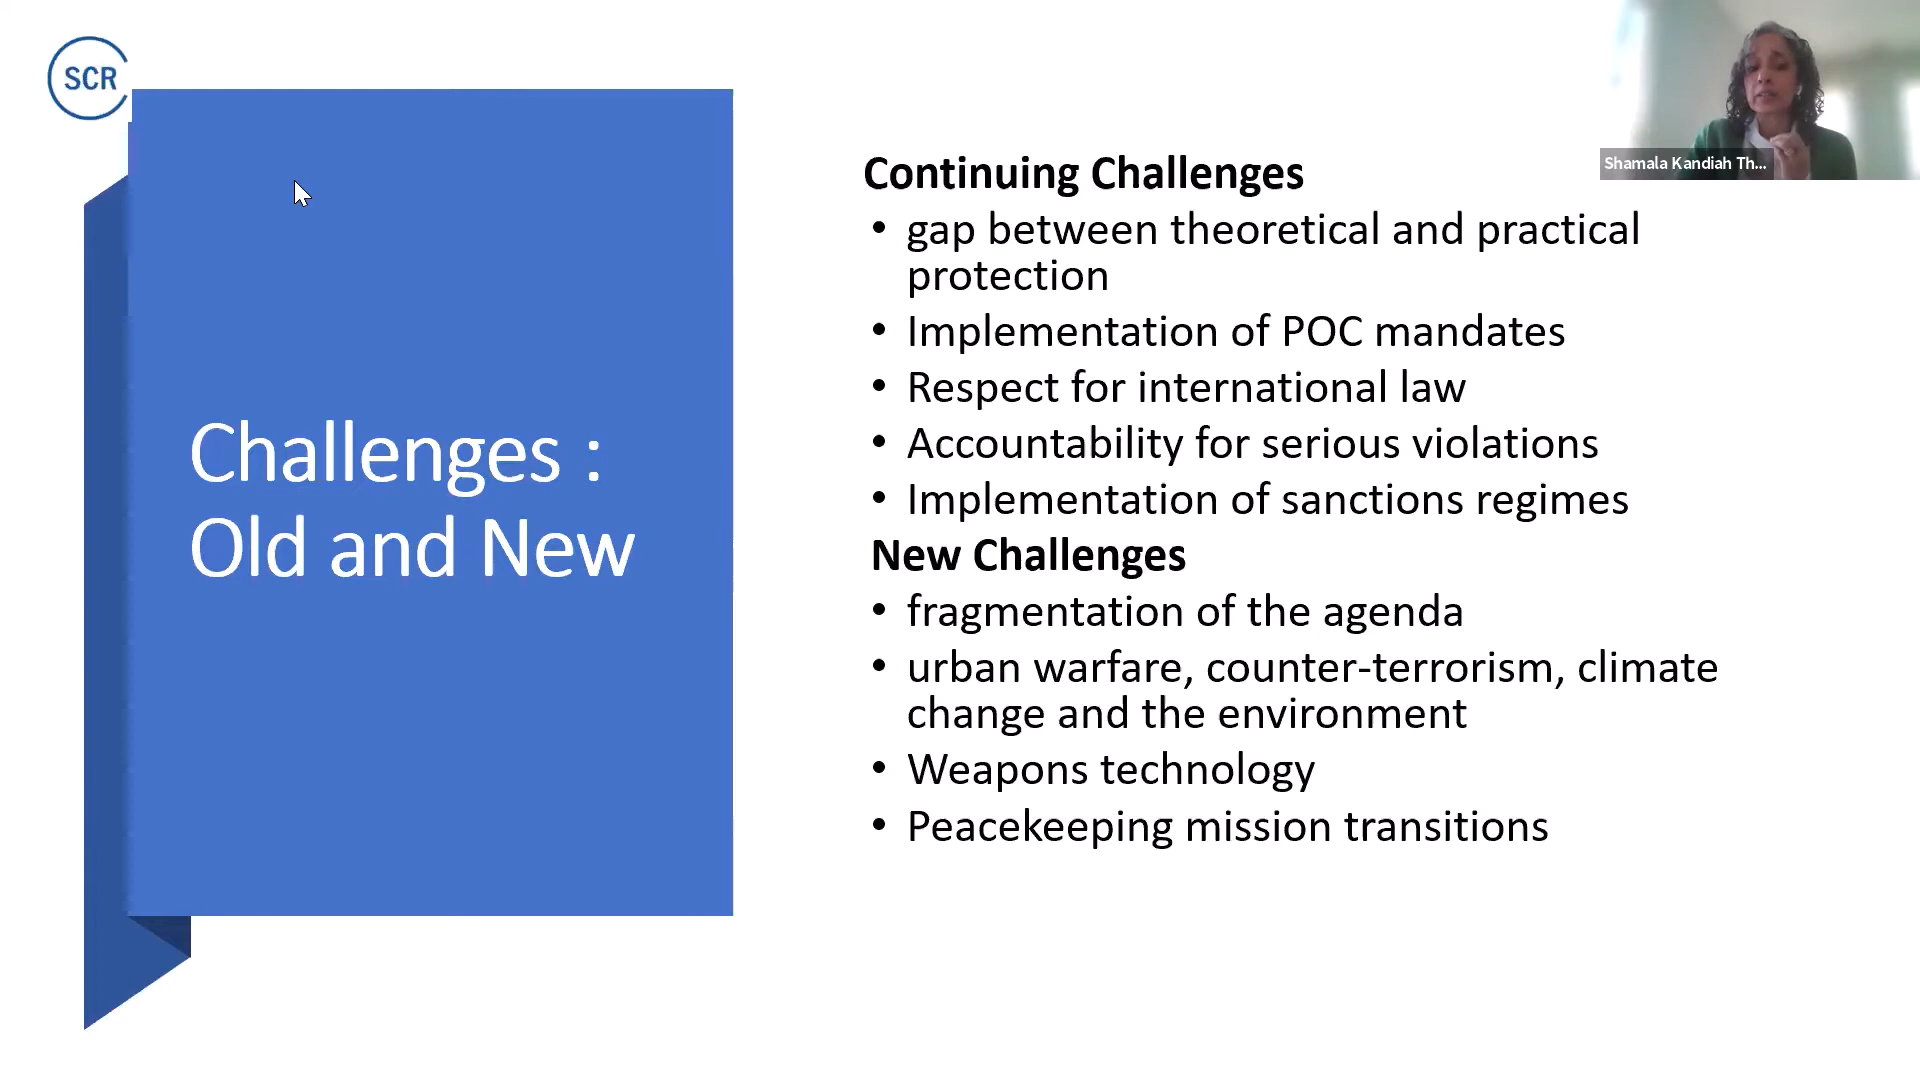 SCR
Shamala Kandiah Th...
Challenges :
Old and New
Continuing Challenges
• gap between theoretical and practical
protection
• Implementation of POC mandates
• Respect for international law
• Accountability for serious violations
• Implementation of sanctions regimes
New Challenges
• fragmentation of the agenda
• urban warfare, counter-terrorism, climate
change and the environment
• Weapons technology
• Peacekeeping mission transitions